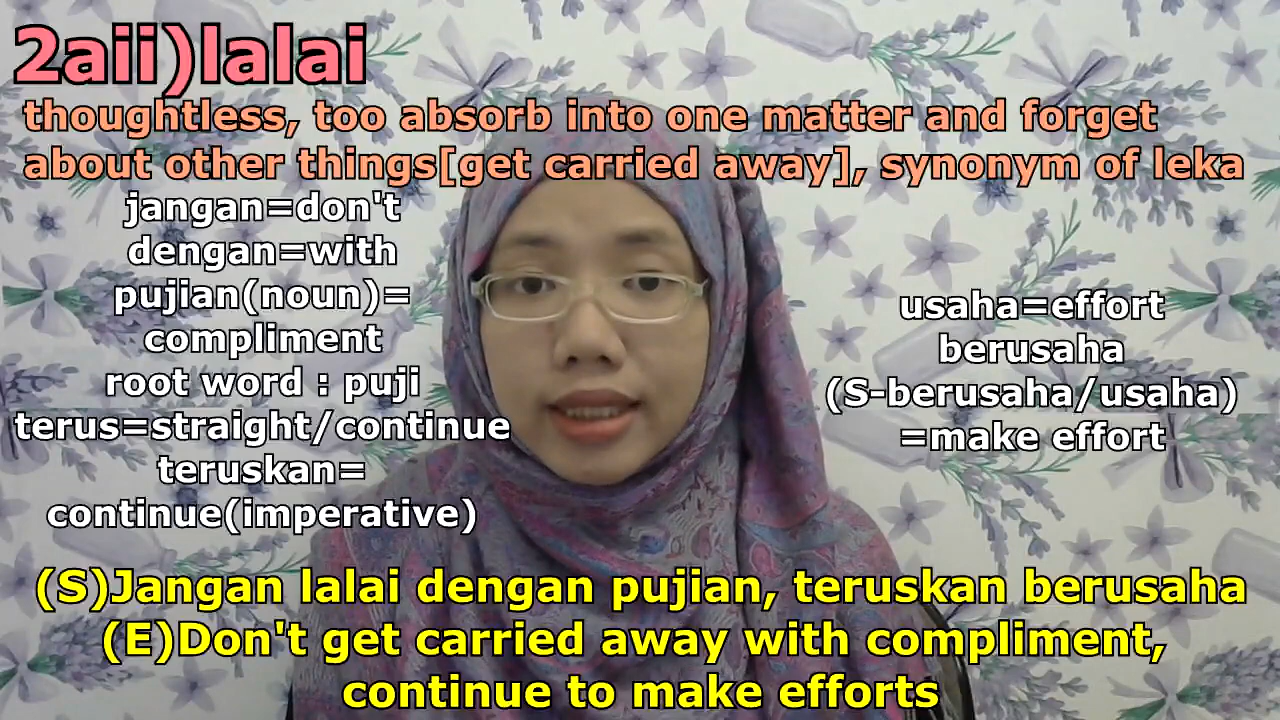 2aii)lalai
thoughtless, too absorb into one matter and forget
about other things[get carried away], synonym of leka
jangan=don't
dengan=with
pujian(noun)=
compliment
root word : puji
terus=straight/continue
teruskan=
continue(imperative)
usaha=effort
berusaha
(S-berusaha/usaha)
=make effort
(S)Jangan lalai dengan pujian, teruskan berusaha
(E)Don't get carried away with compliment,
continue to make efforts